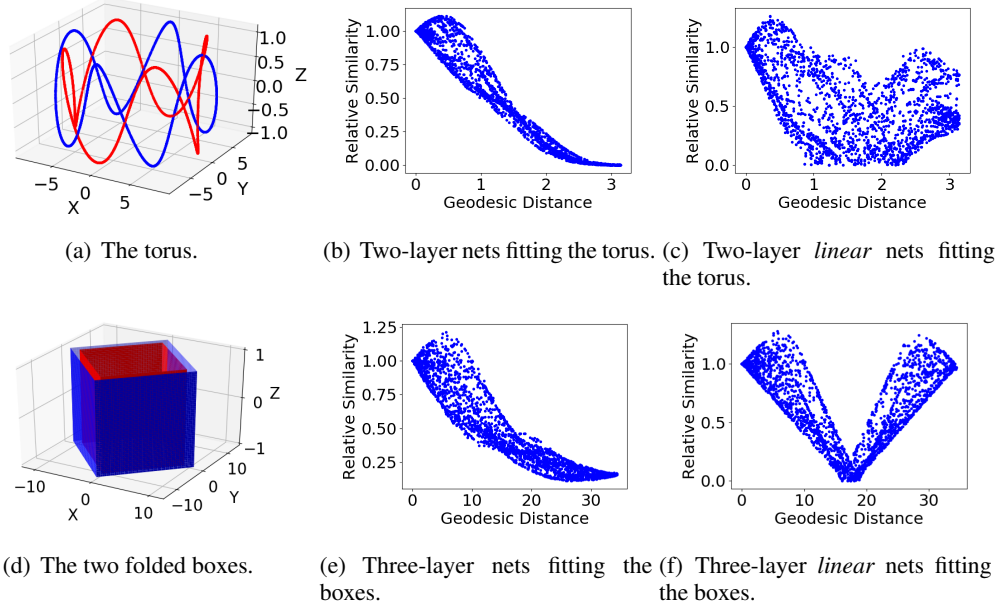 1.0
0.5
0.0
−0.5
−1.0
Z
−5
0
5
X
−5
0
5
Y
(a) The torus.
1.00
0.75
0.50
0.25
0.00
Relative Similarity
0 1 2 3
Geodesic Distance
(b) Two-layer nets fitting the torus.
1.0
0.5
0.0
Relative Similarity
0 1 2 3
Geodesic Distance
(c) Two-layer linear nets fitting
the torus.
1
0
−1
Z
−10
0
10
X
−10
0
10
Y
(d) The two folded boxes.
1.25
1.00
0.75
0.50
0.25
Relative Similarity
0 10 20 30
Geodesic Distance
(e) Three-layer nets fitting the
boxes.
1.0
0.5
0.0
Relative Similarity
0 10 20 30
Geodesic Distance
(f) Three-layer linear nets fitting
the boxes.